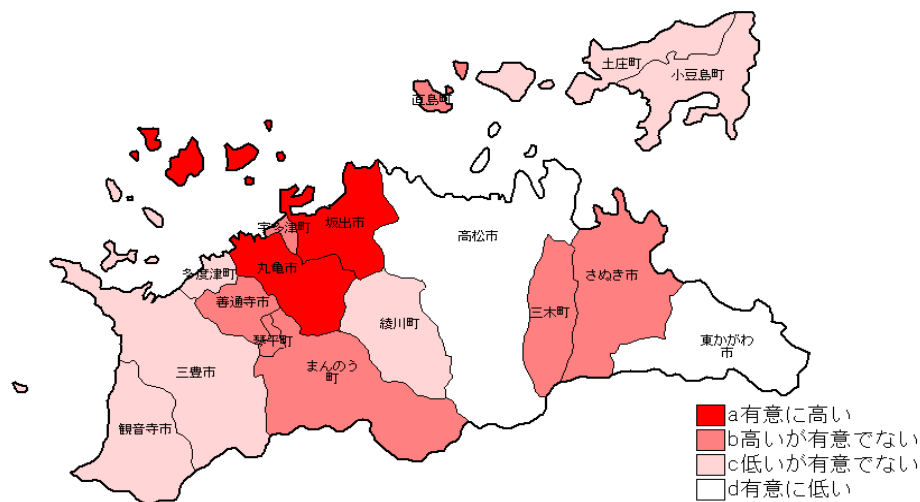 土庄町
小豆島町
直島町
宇多津町
坂出市
高松市
丸亀市
多度津町
さぬき市
善通寺市
三木町
綾川町
琴平町
東かがわ
市
まんのう
町
三豊市
観音寺市
a有意に高い
b高いが有意でない
c低いが有意でない
d有意に低い